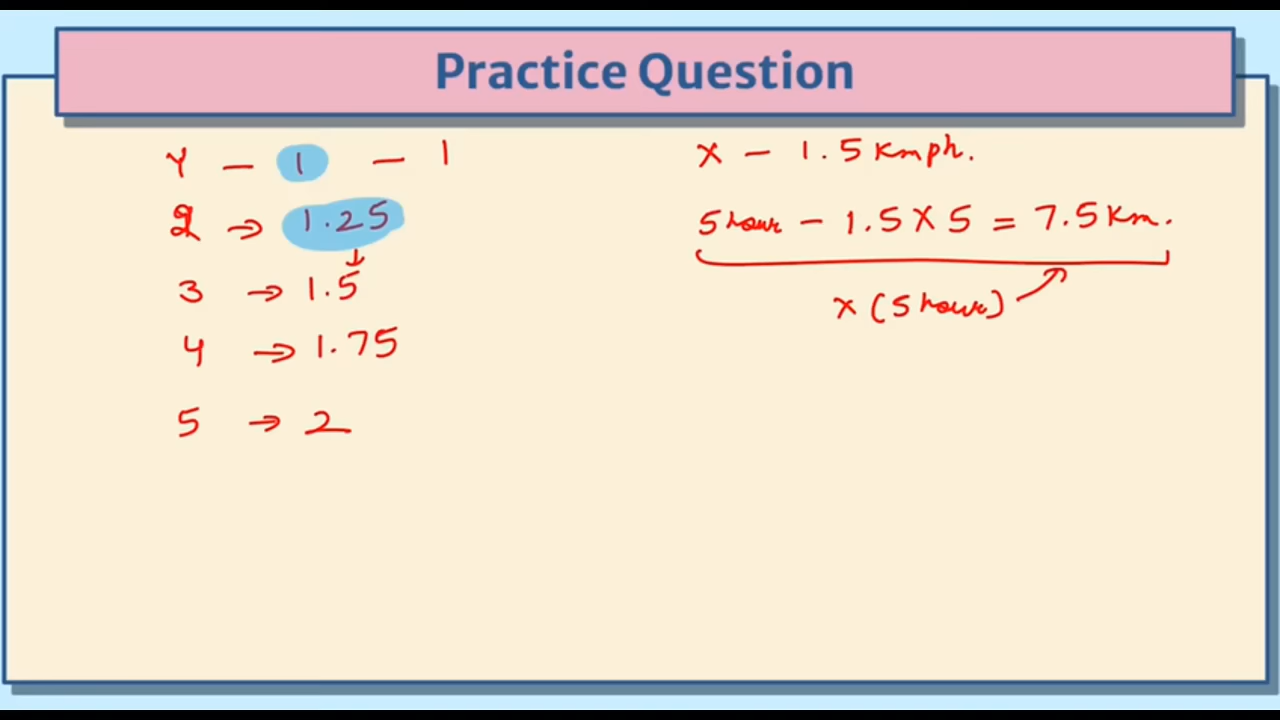 Practice Question
Y – 1 – 1
2 → 1.25
3 → 1.5
4 → 1.75
5 → 2
X – 1.5 Kmph.
5 hour – 1.5 X 5 = 7.5 Km.
X (5 hour)